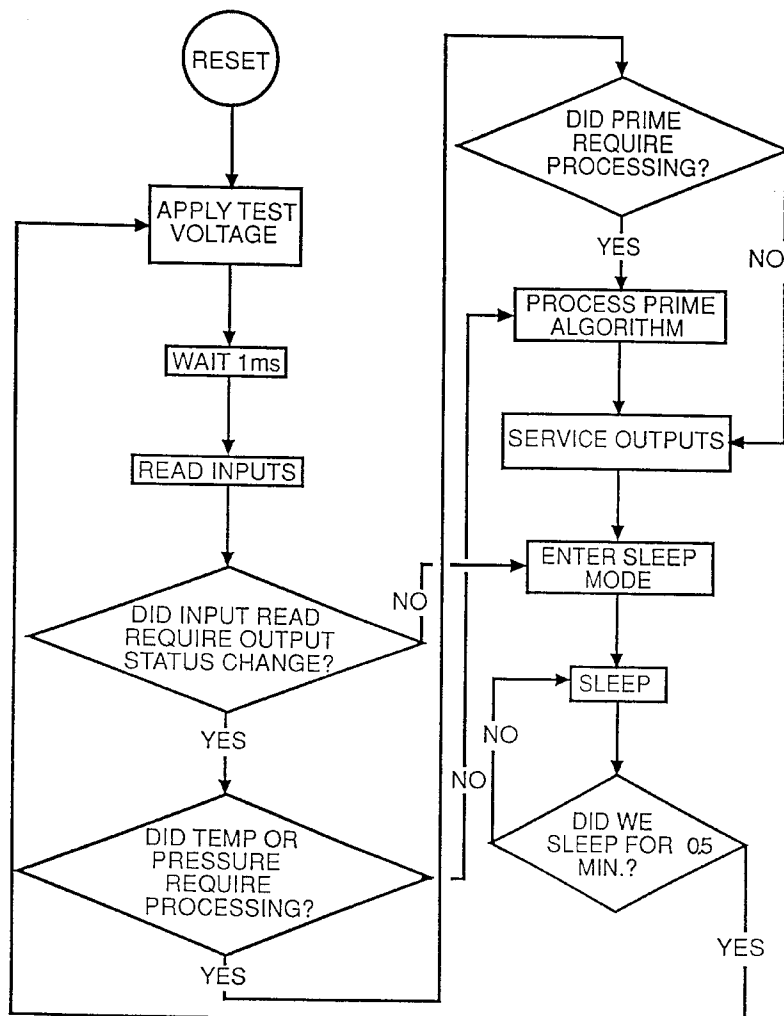 RESET
APPLY TEST
VOLTAGE
WAIT 1ms
READ INPUTS
DID INPUT READ
REQUIRE OUTPUT
STATUS CHANGE?
NO
YES
DID TEMP OR
PRESSURE
REQUIRE
PROCESSING?
NO
YES
DID PRIME
REQUIRE
PROCESSING?
YES
NO
PROCESS PRIME
ALGORITHM
SERVICE OUTPUTS
ENTER SLEEP
MODE
SLEEP
NO
DID WE
SLEEP FOR 0.5
MIN.?
YES